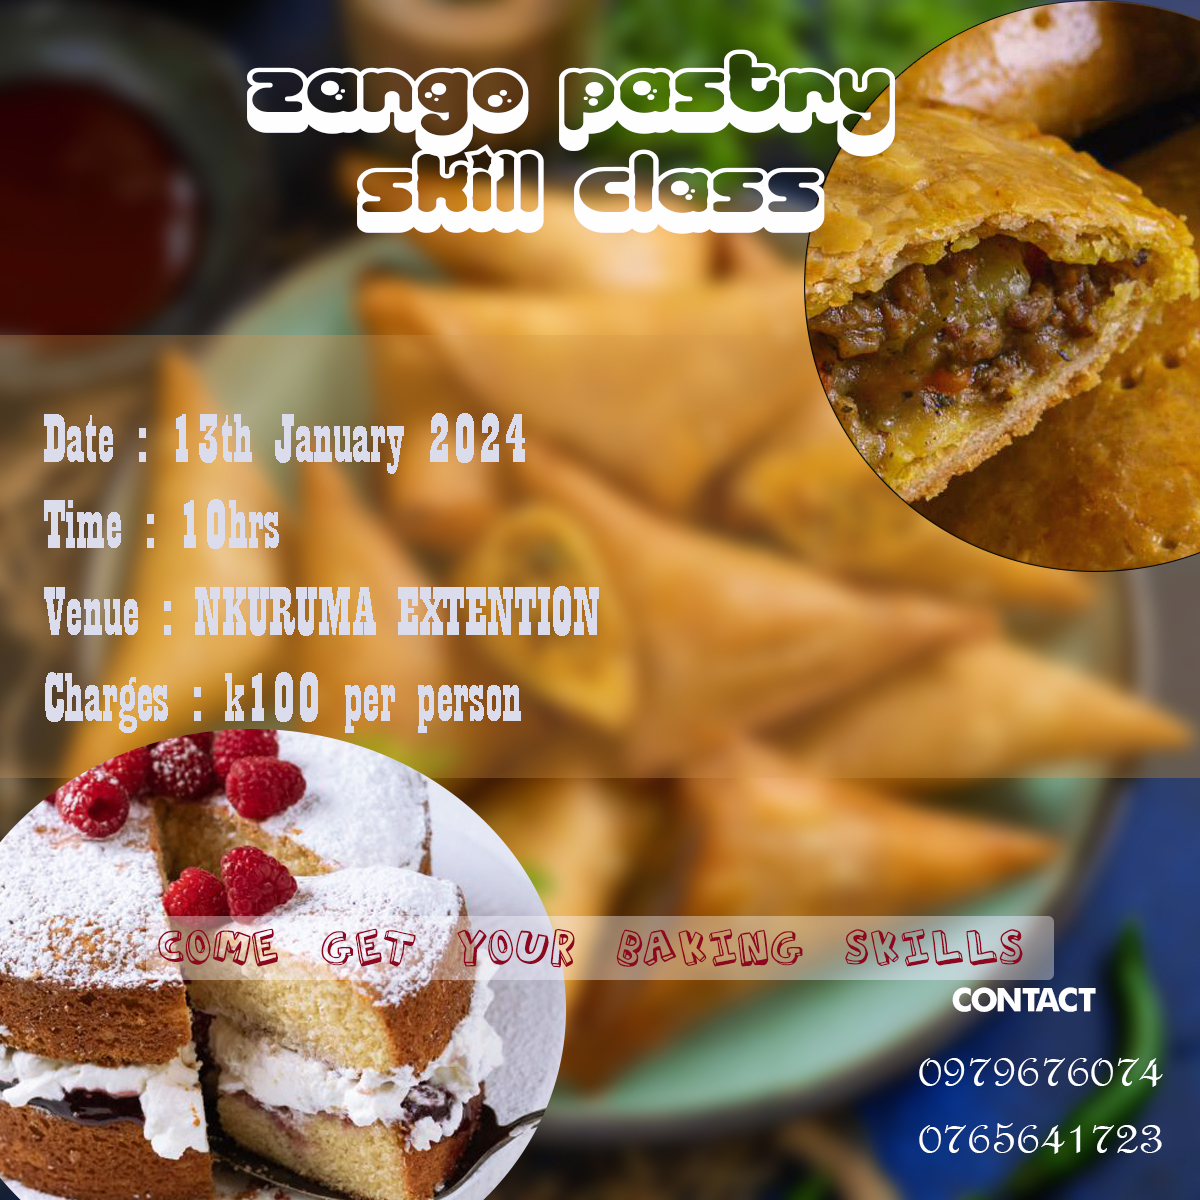 zango pastry
skill class
Date : 13th January 2024
Time : 10hrs
Venue : NKURUMA EXTENTION
Charges : k100 per person
COME GET YOUR BAKING SKILLS
CONTACT
0979676074
0765641723